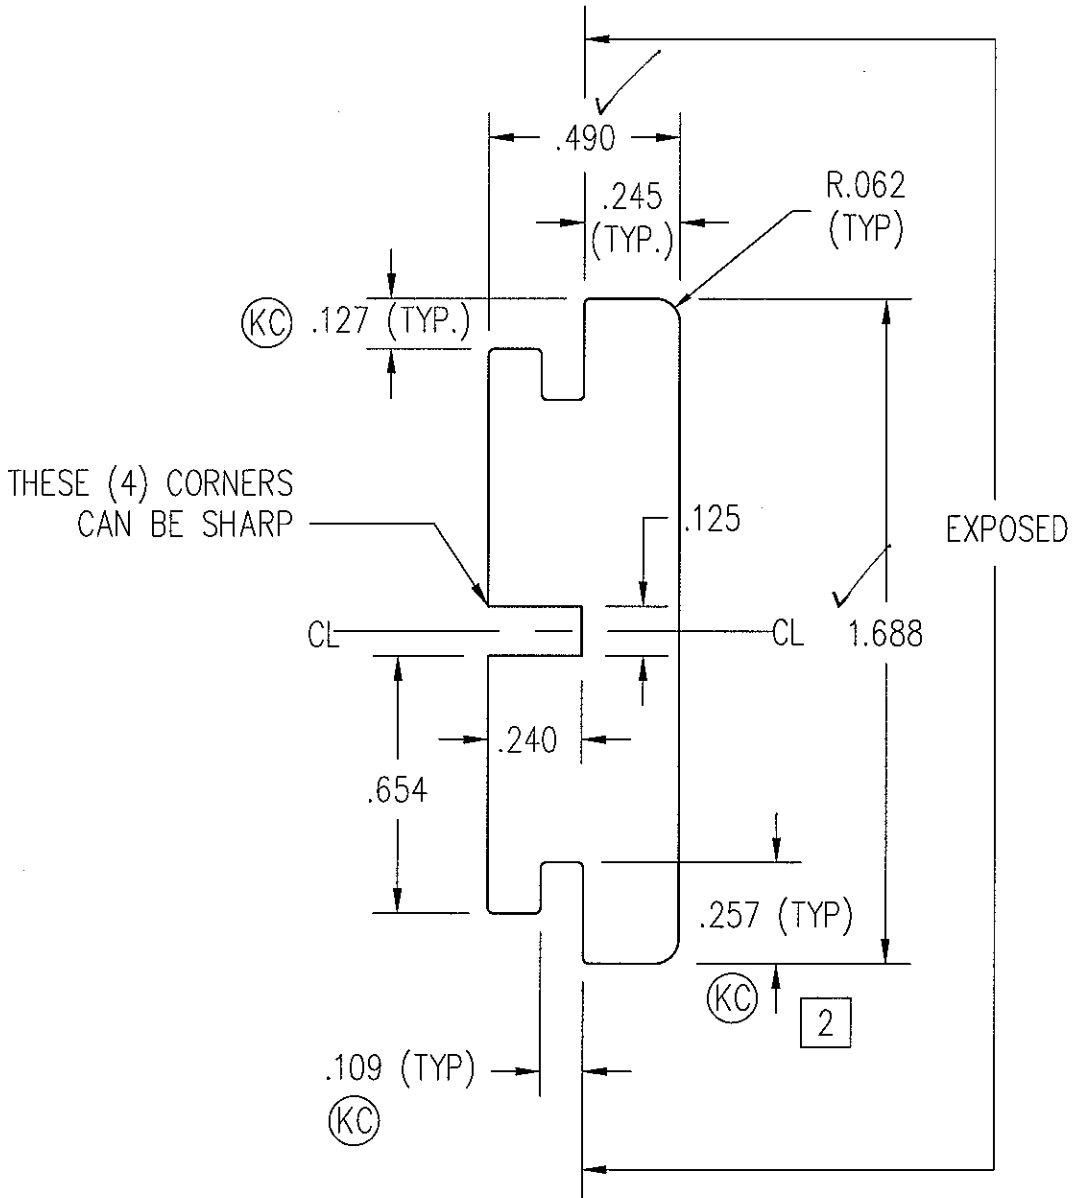 .490
.245
(TYP.)
R.062
(TYP)
KC .127 (TYP.)
THESE (4) CORNERS
CAN BE SHARP
.125
EXPOSED
CL
CL
1.688
.240
.654
.257 (TYP)
KC
2
.109 (TYP)
KC